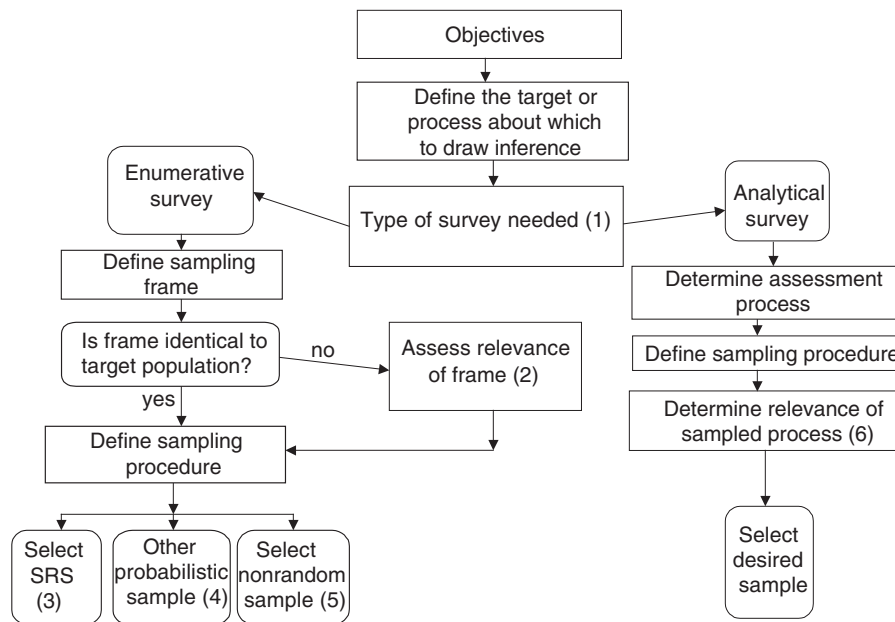 Objectives
Define the target or
process about which
to draw inference
Type of survey needed (1)
Enumerative
survey
Define sampling
frame
Is frame identical to
target population?
no
Assess relevance
of frame (2)
yes
Define sampling
procedure
Select
SRS
(3)
Other
probabilistic
sample (4)
Select
nonrandom
sample (5)
Analytical
survey
Determine assessment
process
Define sampling procedure
Determine relevance of
sampled process (6)
Select
desired
sample